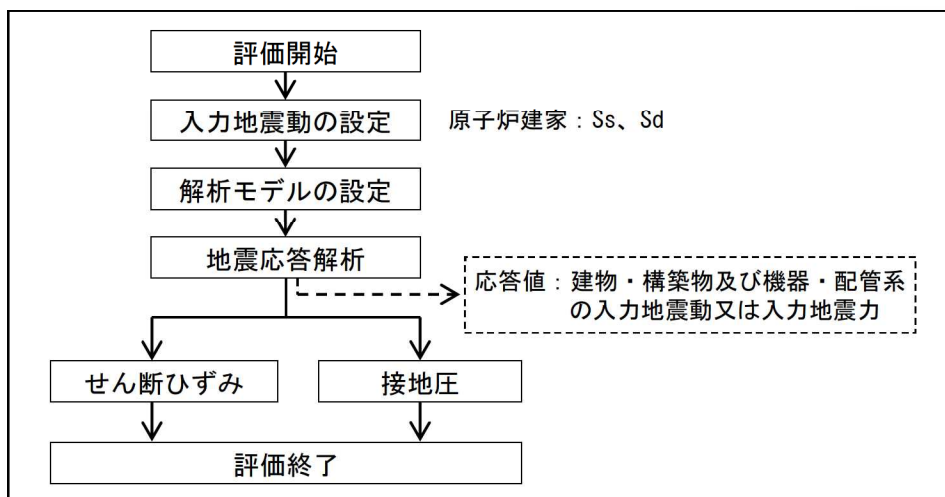 評価開始
入力地震動の設定
原子炉建家：Ss、Sd
解析モデルの設定
地震応答解析
応答値：建物・構築物及び機器・配管系
の入力地震動又は入力地震力
せん断ひずみ
接地圧
評価終了